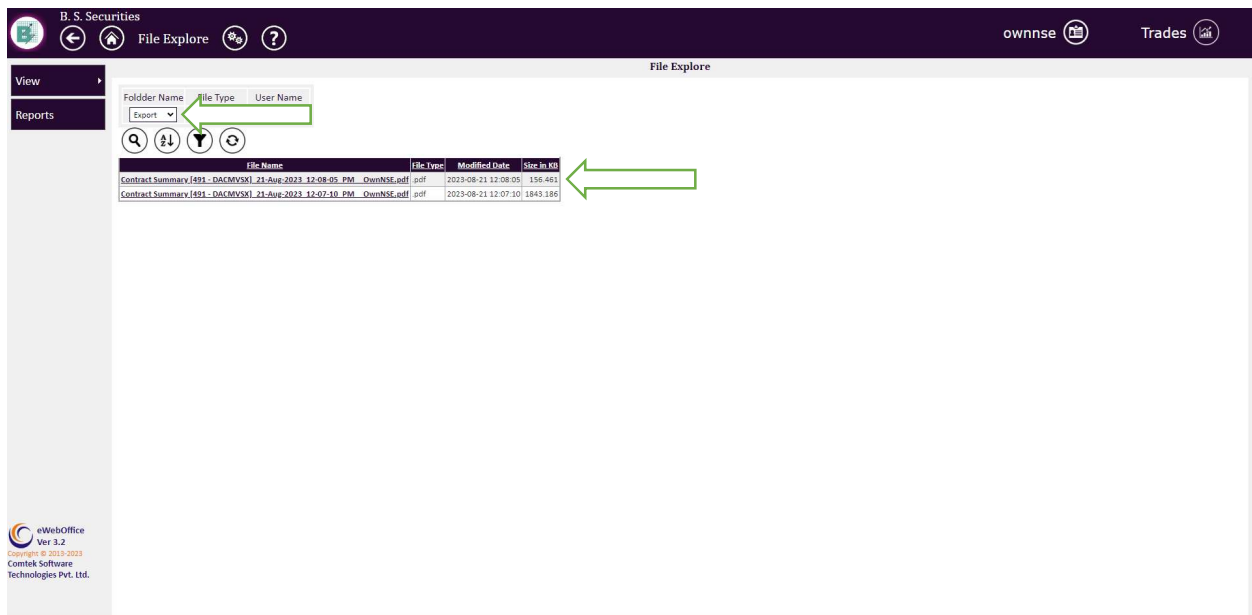 B. S. Securities
File Explore
ownnse
Trades
File Explore
View
Reports
Foldder Name File Type User Name
Export
File Name File Type Modified Date Size in KB
Contract Summary [491 - DACMVSX]_21-Aug-2023_12-08-05_PM__OwnNSE.pdf .pdf 2023-08-21 12:08:05 156.461
Contract Summary [491 - DACMVSX]_21-Aug-2023_12-07-10_PM__OwnNSE.pdf .pdf 2023-08-21 12:07:10 1843.186
eWebOffice
Ver 3.2
Copyright © 2013-2023
Comtek Software
Technologies Pvt. Ltd.